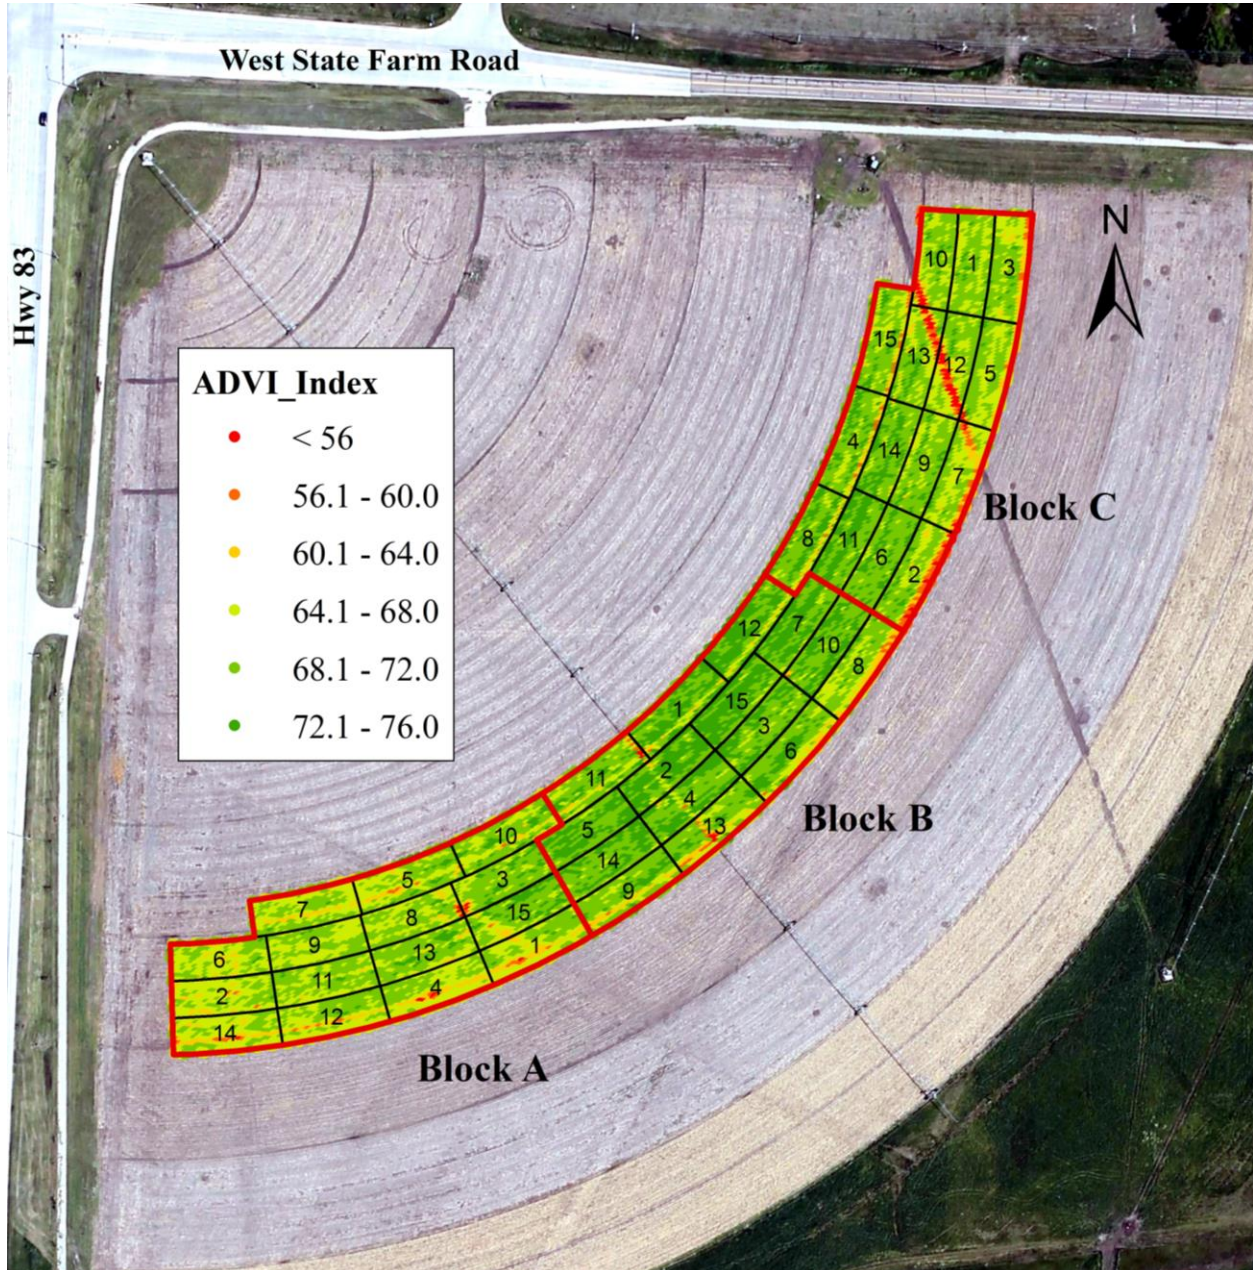 West State Farm Road
Hwy 83
N
ADVI_Index
< 56
56.1 - 60.0
60.1 - 64.0
64.1 - 68.0
68.1 - 72.0
72.1 - 76.0
10 1 3
15 13 12 5
4 14 9 7
8 11 6 2
Block C
12 7 10 8
1 15 3 6
11 2 4 13
5 14 9
Block B
10 3 15 1
5 8 13 4
7 9 11 12
6 2 14
Block A